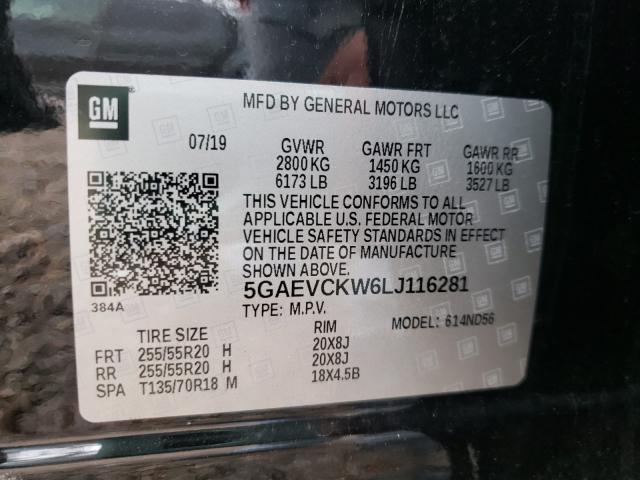 GM
MFD BY GENERAL MOTORS LLC
07/19 GVWR GAWR FRT GAWR RR
2800 KG 1450 KG 1600 KG
6173 LB 3196 LB 3527 LB
THIS VEHICLE CONFORMS TO ALL
APPLICABLE U.S. FEDERAL MOTOR
VEHICLE SAFETY STANDARDS IN EFFECT
ON THE DATE OF MANUFACTURE
SHOWN ABOVE.
384A
5GAEVCKW6LJ116281
TYPE: M.P.V. MODEL: 614ND56
TIRE SIZE RIM
FRT 255/55R20 H 20X8J
RR 255/55R20 H 20X8J
SPA T135/70R18 M 18X4.5B